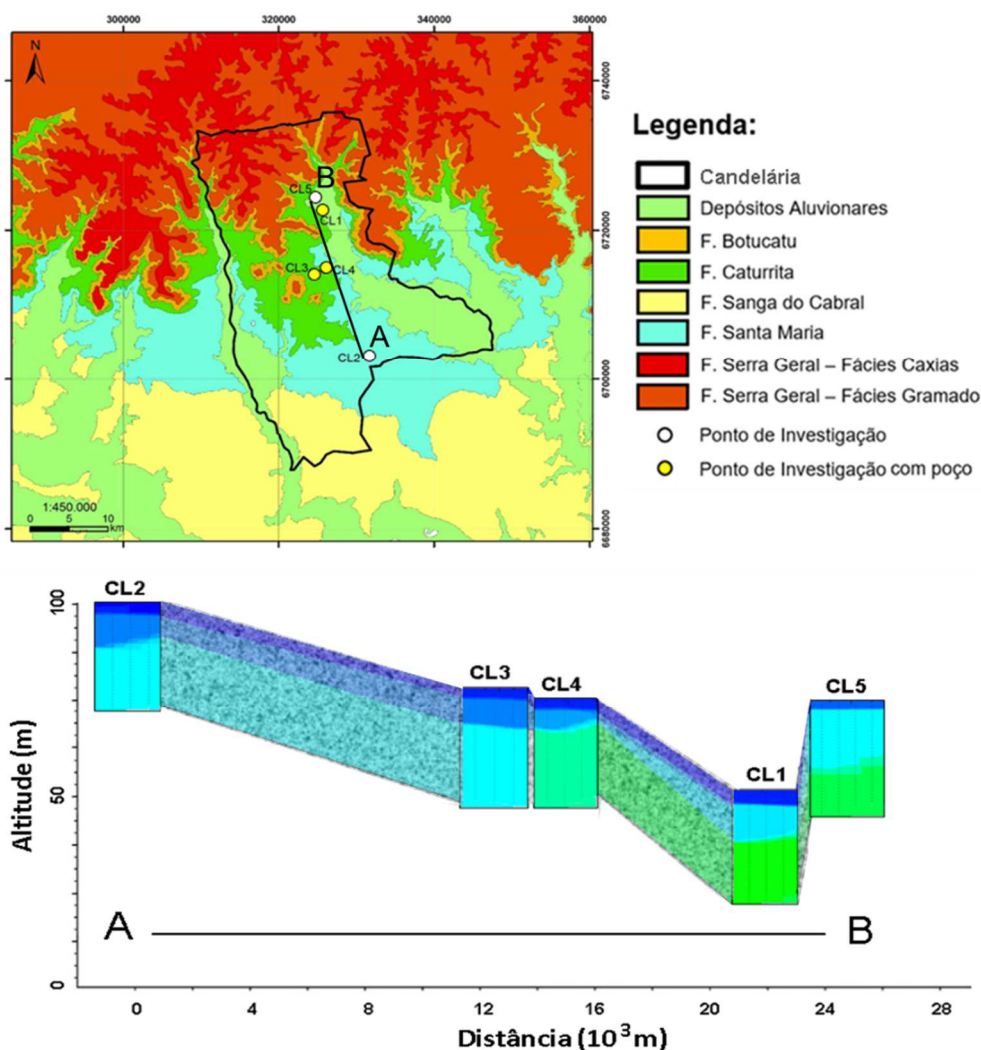 300000 320000 340000 360000
N
6740000
6720000
6700000
6680000
B
CL5
CL1
CL3
CL4
A
CL2
1:450.000
0 5 10
km
Legenda:
Candelária
Depósitos Aluvionares
F. Botucatu
F. Caturrita
F. Sanga do Cabral
F. Santa Maria
F. Serra Geral – Fácies Caxias
F. Serra Geral – Fácies Gramado
Ponto de Investigação
Ponto de Investigação com poço
CL2
CL3
CL4
CL1
CL5
100
50
0
Altitude (m)
A
B
0 4 8 12 16 20 24 28
Distância (10³m)